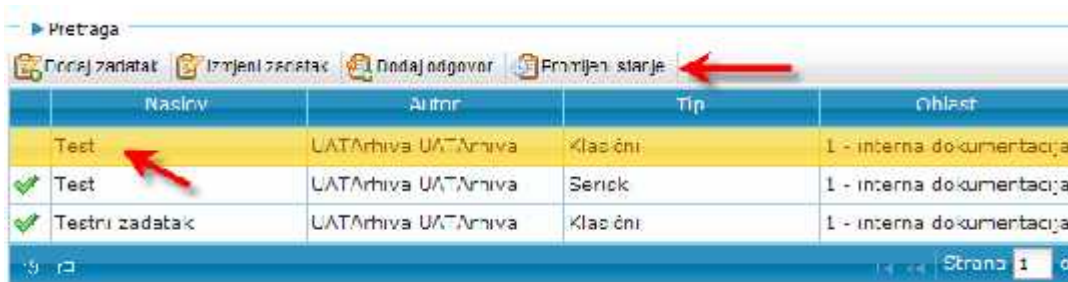 Pretraga
Dodaj zadatak Izmjeni zadatak Dodaj odgovor Promijeni stanje
Naslov Autor Tip Oblast
Test UATArhiva UATArhiva Klasični 1 - interna dokumentacija
Test UATArhiva UATArhiva Serijski 1 - interna dokumentacija
Testni zadatak UATArhiva UATArhiva Klasični 1 - interna dokumentacija
Strana 1